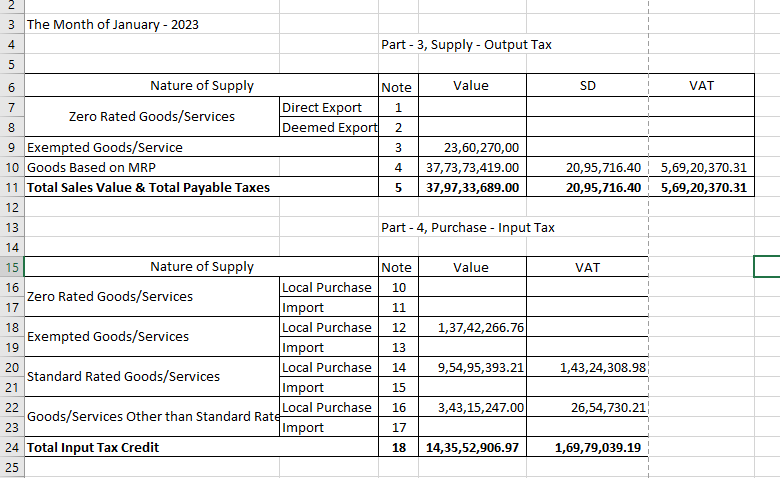 2
3 The Month of January - 2023
4 Part - 3, Supply - Output Tax
5
6 Nature of Supply Note Value SD VAT
7 Zero Rated Goods/Services Direct Export 1
8 Deemed Export 2
9 Exempted Goods/Service 3 23,60,270,00
10 Goods Based on MRP 4 37,73,73,419.00 20,95,716.40 5,69,20,370.31
11 Total Sales Value & Total Payable Taxes 5 37,97,33,689.00 20,95,716.40 5,69,20,370.31
12
13 Part - 4, Purchase - Input Tax
14
15 Nature of Supply Note Value VAT
16 Zero Rated Goods/Services Local Purchase 10
17 Import 11
18 Exempted Goods/Services Local Purchase 12 1,37,42,266.76
19 Import 13
20 Standard Rated Goods/Services Local Purchase 14 9,54,95,393.21 1,43,24,308.98
21 Import 15
22 Goods/Services Other than Standard Rate Local Purchase 16 3,43,15,247.00 26,54,730.21
23 Import 17
24 Total Input Tax Credit 18 14,35,52,906.97 1,69,79,039.19
25